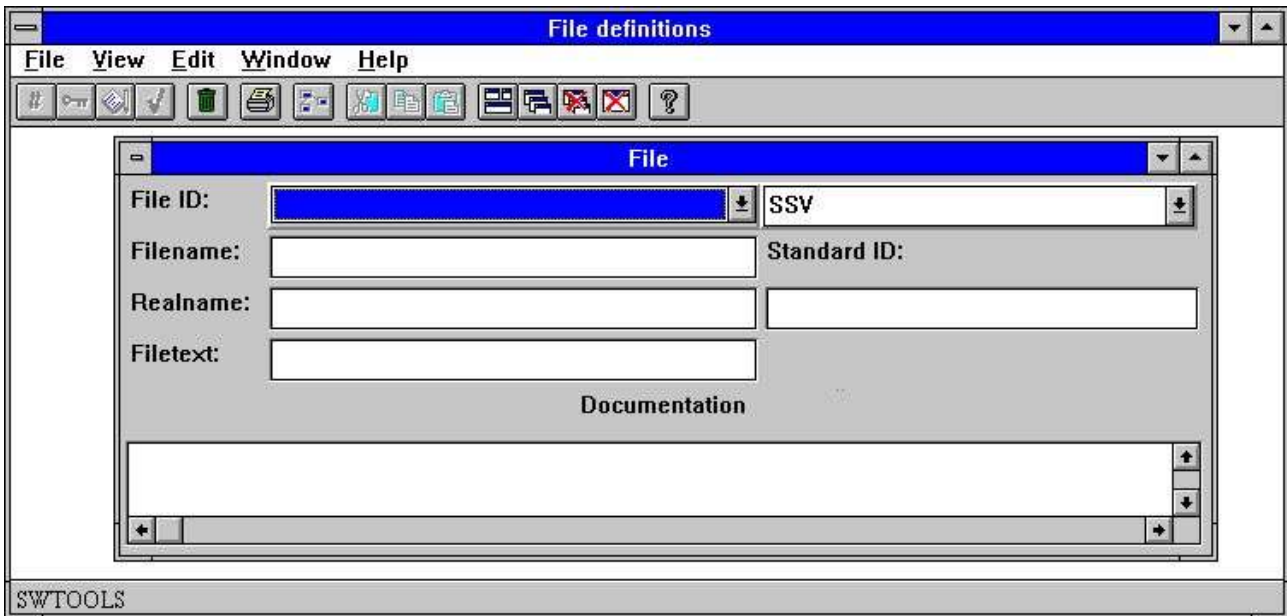 File definitions
File View Edit Window Help
File
File ID: SSV
Filename: Standard ID:
Realname:
Filetext:
Documentation
SWTOOLS